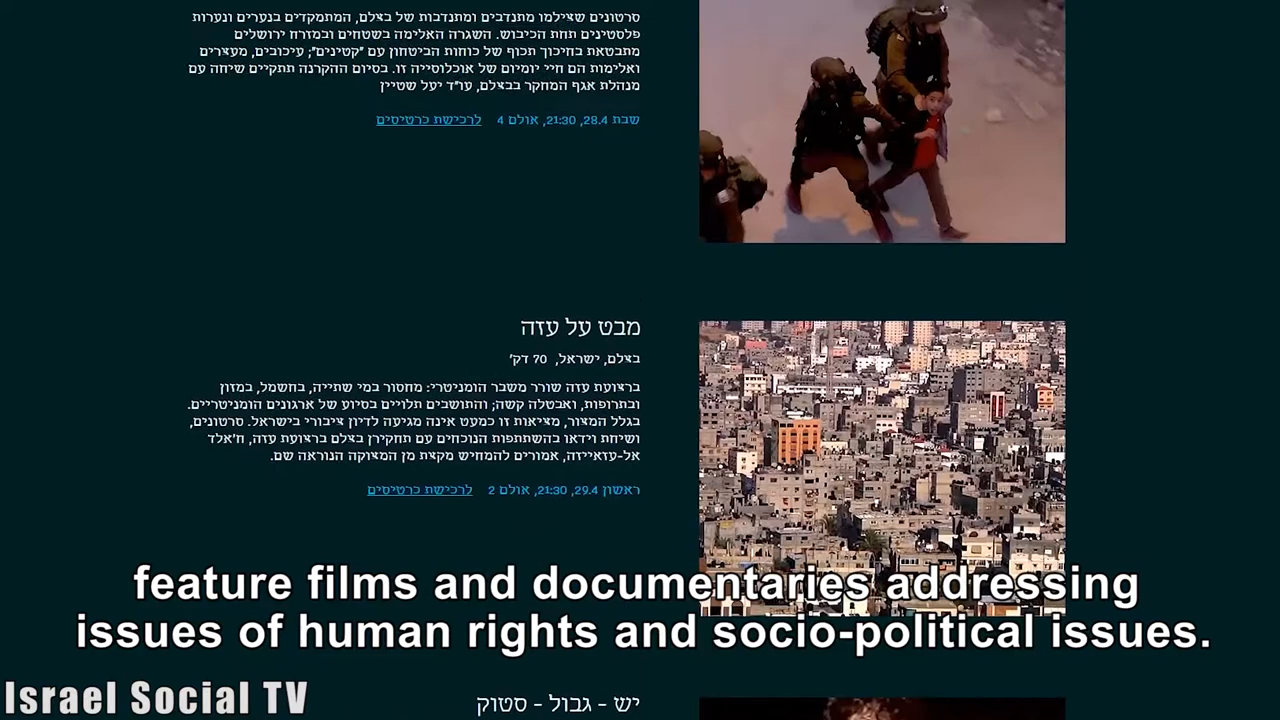 סרטונים שצילמו מתנדבים ומתנדבות של בצלם, המתמקדים בנערים ונערות
פלסטינים תחת הכיבוש. השגרה האלימה בשטחים ובמזרח ירושלים
מתבטאת בחיכוך תכוף של כוחות הביטחון עם "קטינים"; עיכובים, מעצרים
ואלימות הם חיי יומיום של אוכלוסייה זו. בסיום ההקרנה תתקיים שיחה עם
מנהלת אגף המחקר בבצלם, עו"ד יעל שטיין
שבת 28.4, 21:30, אולם 4 לרכישת כרטיסים
מבט על עזה
בצלם, ישראל, 70 דק'
ברצועת עזה שורר משבר הומניטרי: מחסור במי שתייה, בחשמל, במזון
ובתרופות, ואבטלה קשה; והתושבים תלויים בסיוע של ארגונים הומניטריים.
בגלל המצור, מציאות זו כמעט אינה מגיעה לדיון ציבורי בישראל. סרטונים,
ושיחת וידאו בהשתתפות הנוכחים עם תחקירן בצלם ברצועת עזה, ח'אלד
אל-עזאייזה, אמורים להמחיש מקצת מן המצוקה הנוראה שם.
ראשון 29.4, 21:30, אולם 2 לרכישת כרטיסים
feature films and documentaries addressing
issues of human rights and socio-political issues.
יש - גבול - סטוק
Israel Social TV